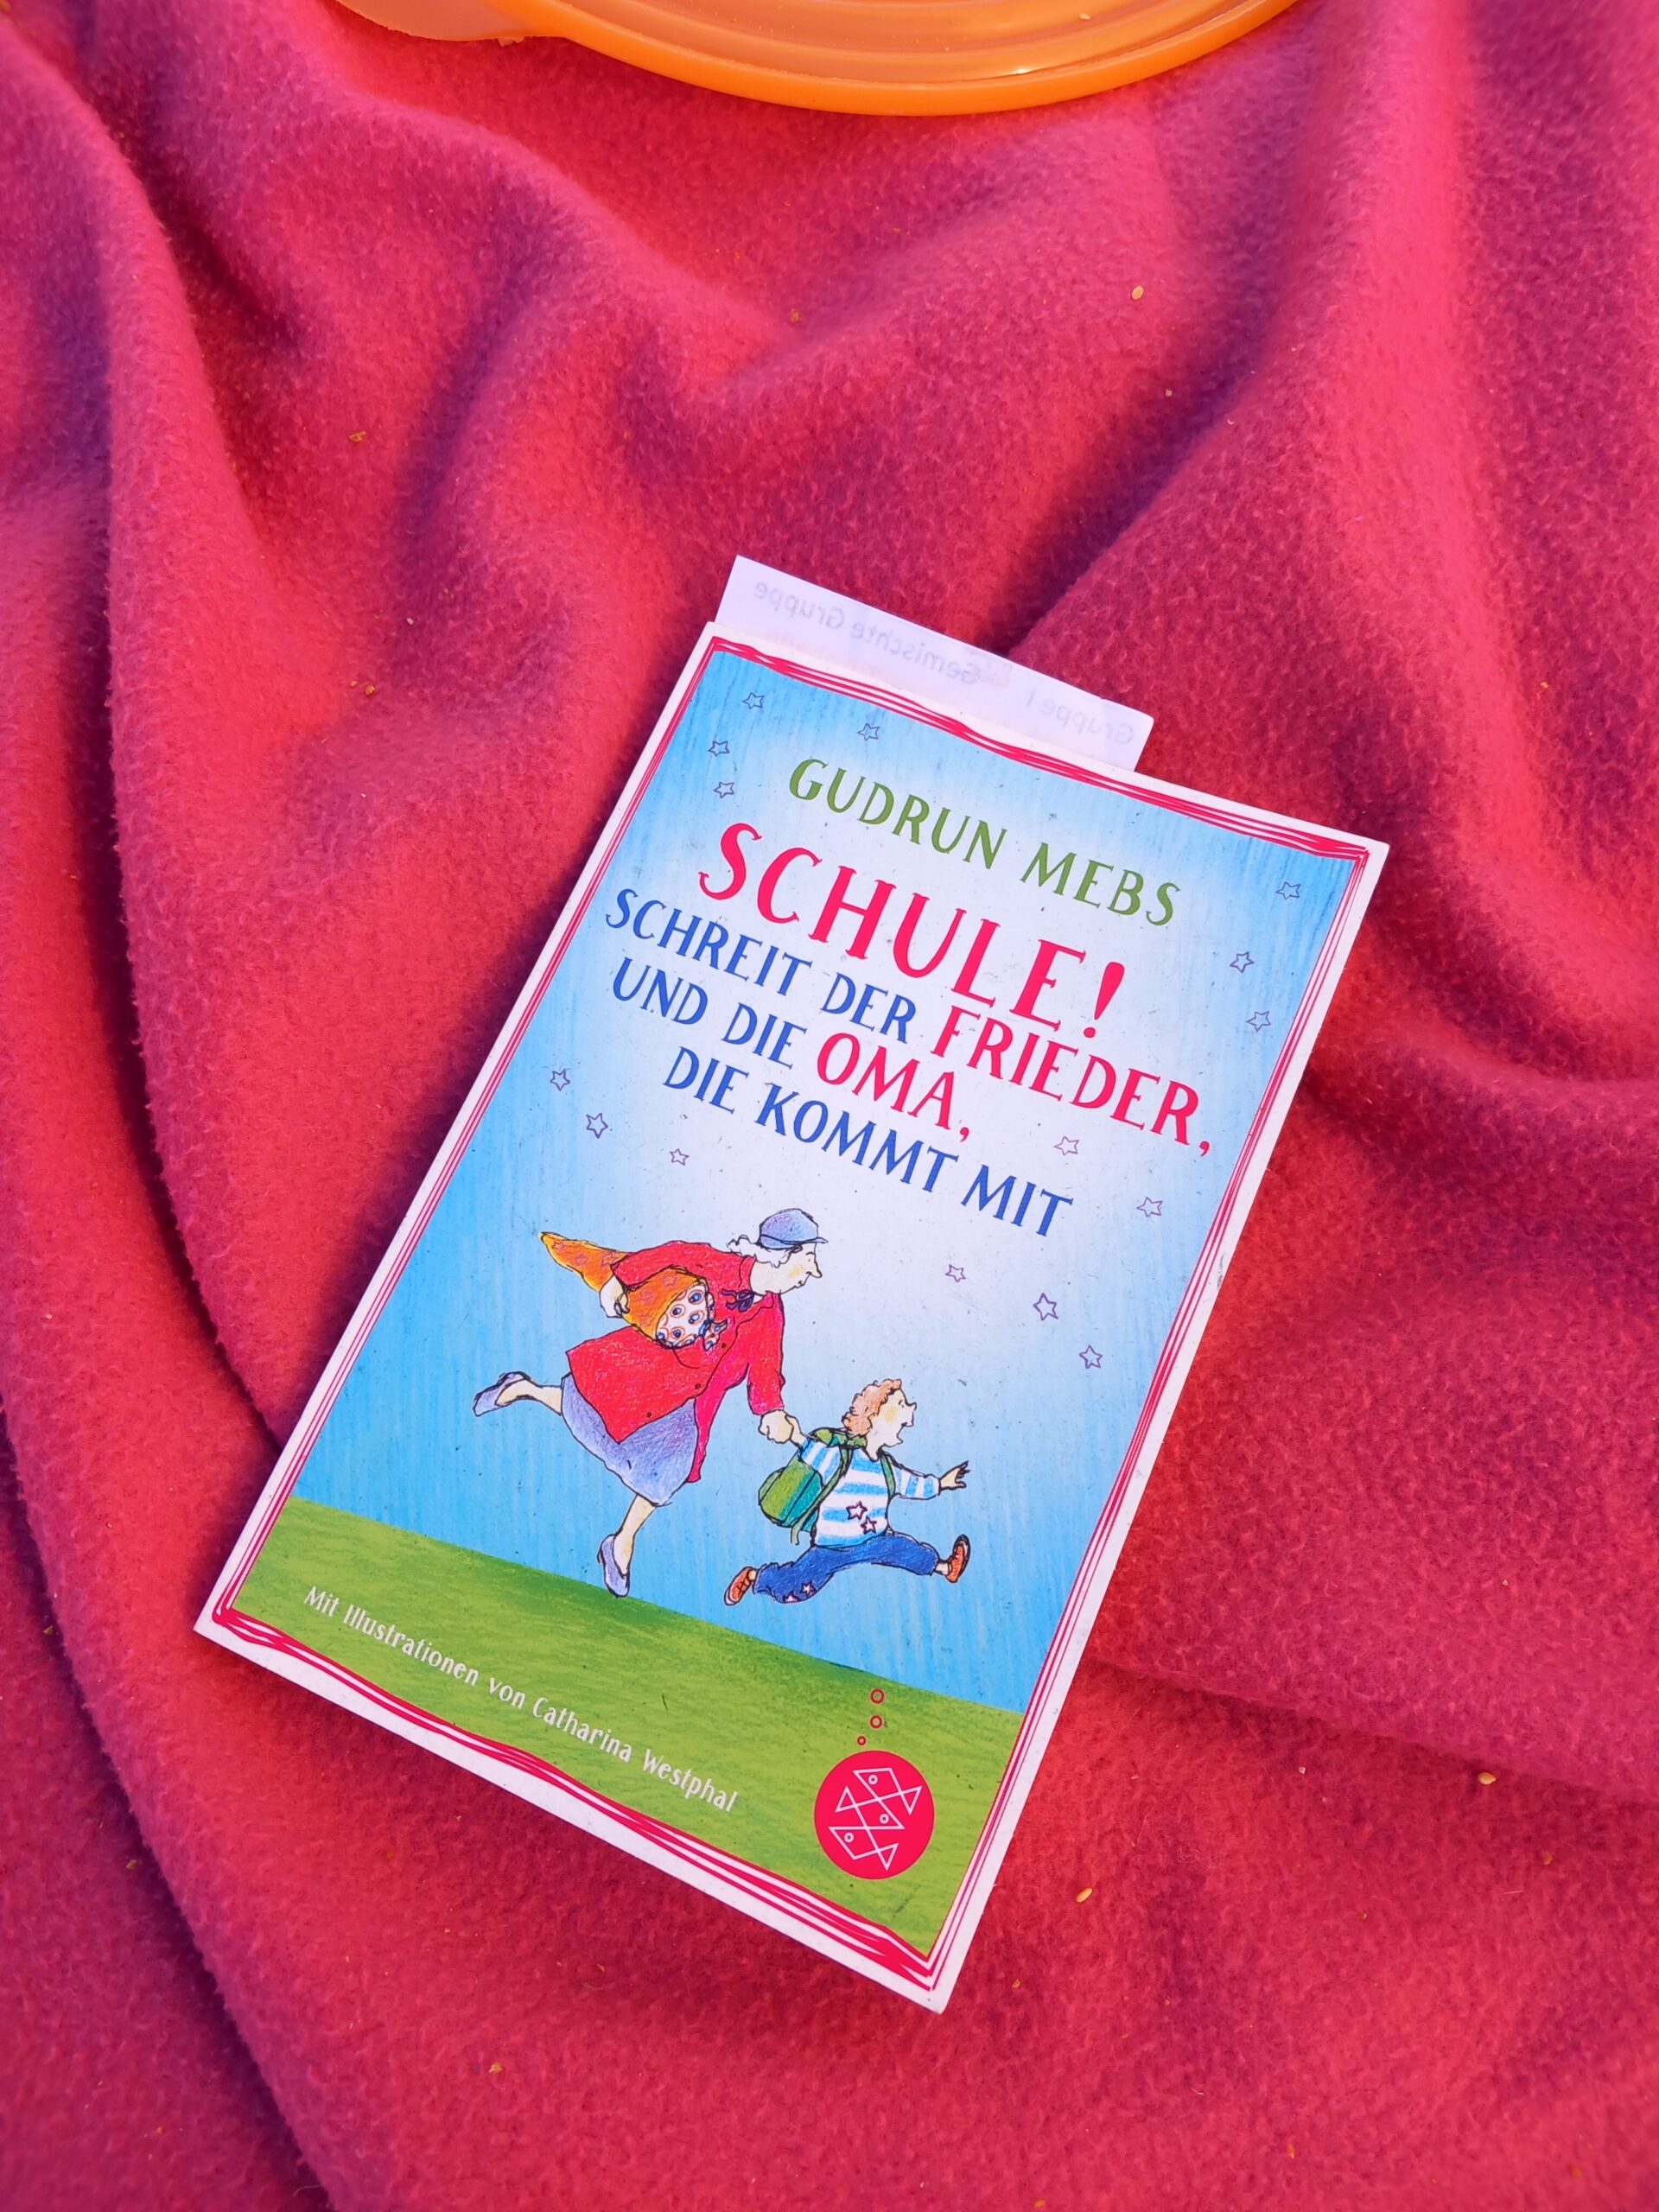 Gemischte Gruppe
Gruppe I
GUDRUN MEBS
SCHULE!
SCHREIT DER FRIEDER,
UND DIE OMA,
DIE KOMMT MIT
Mit Illustrationen von Catharina Westphal